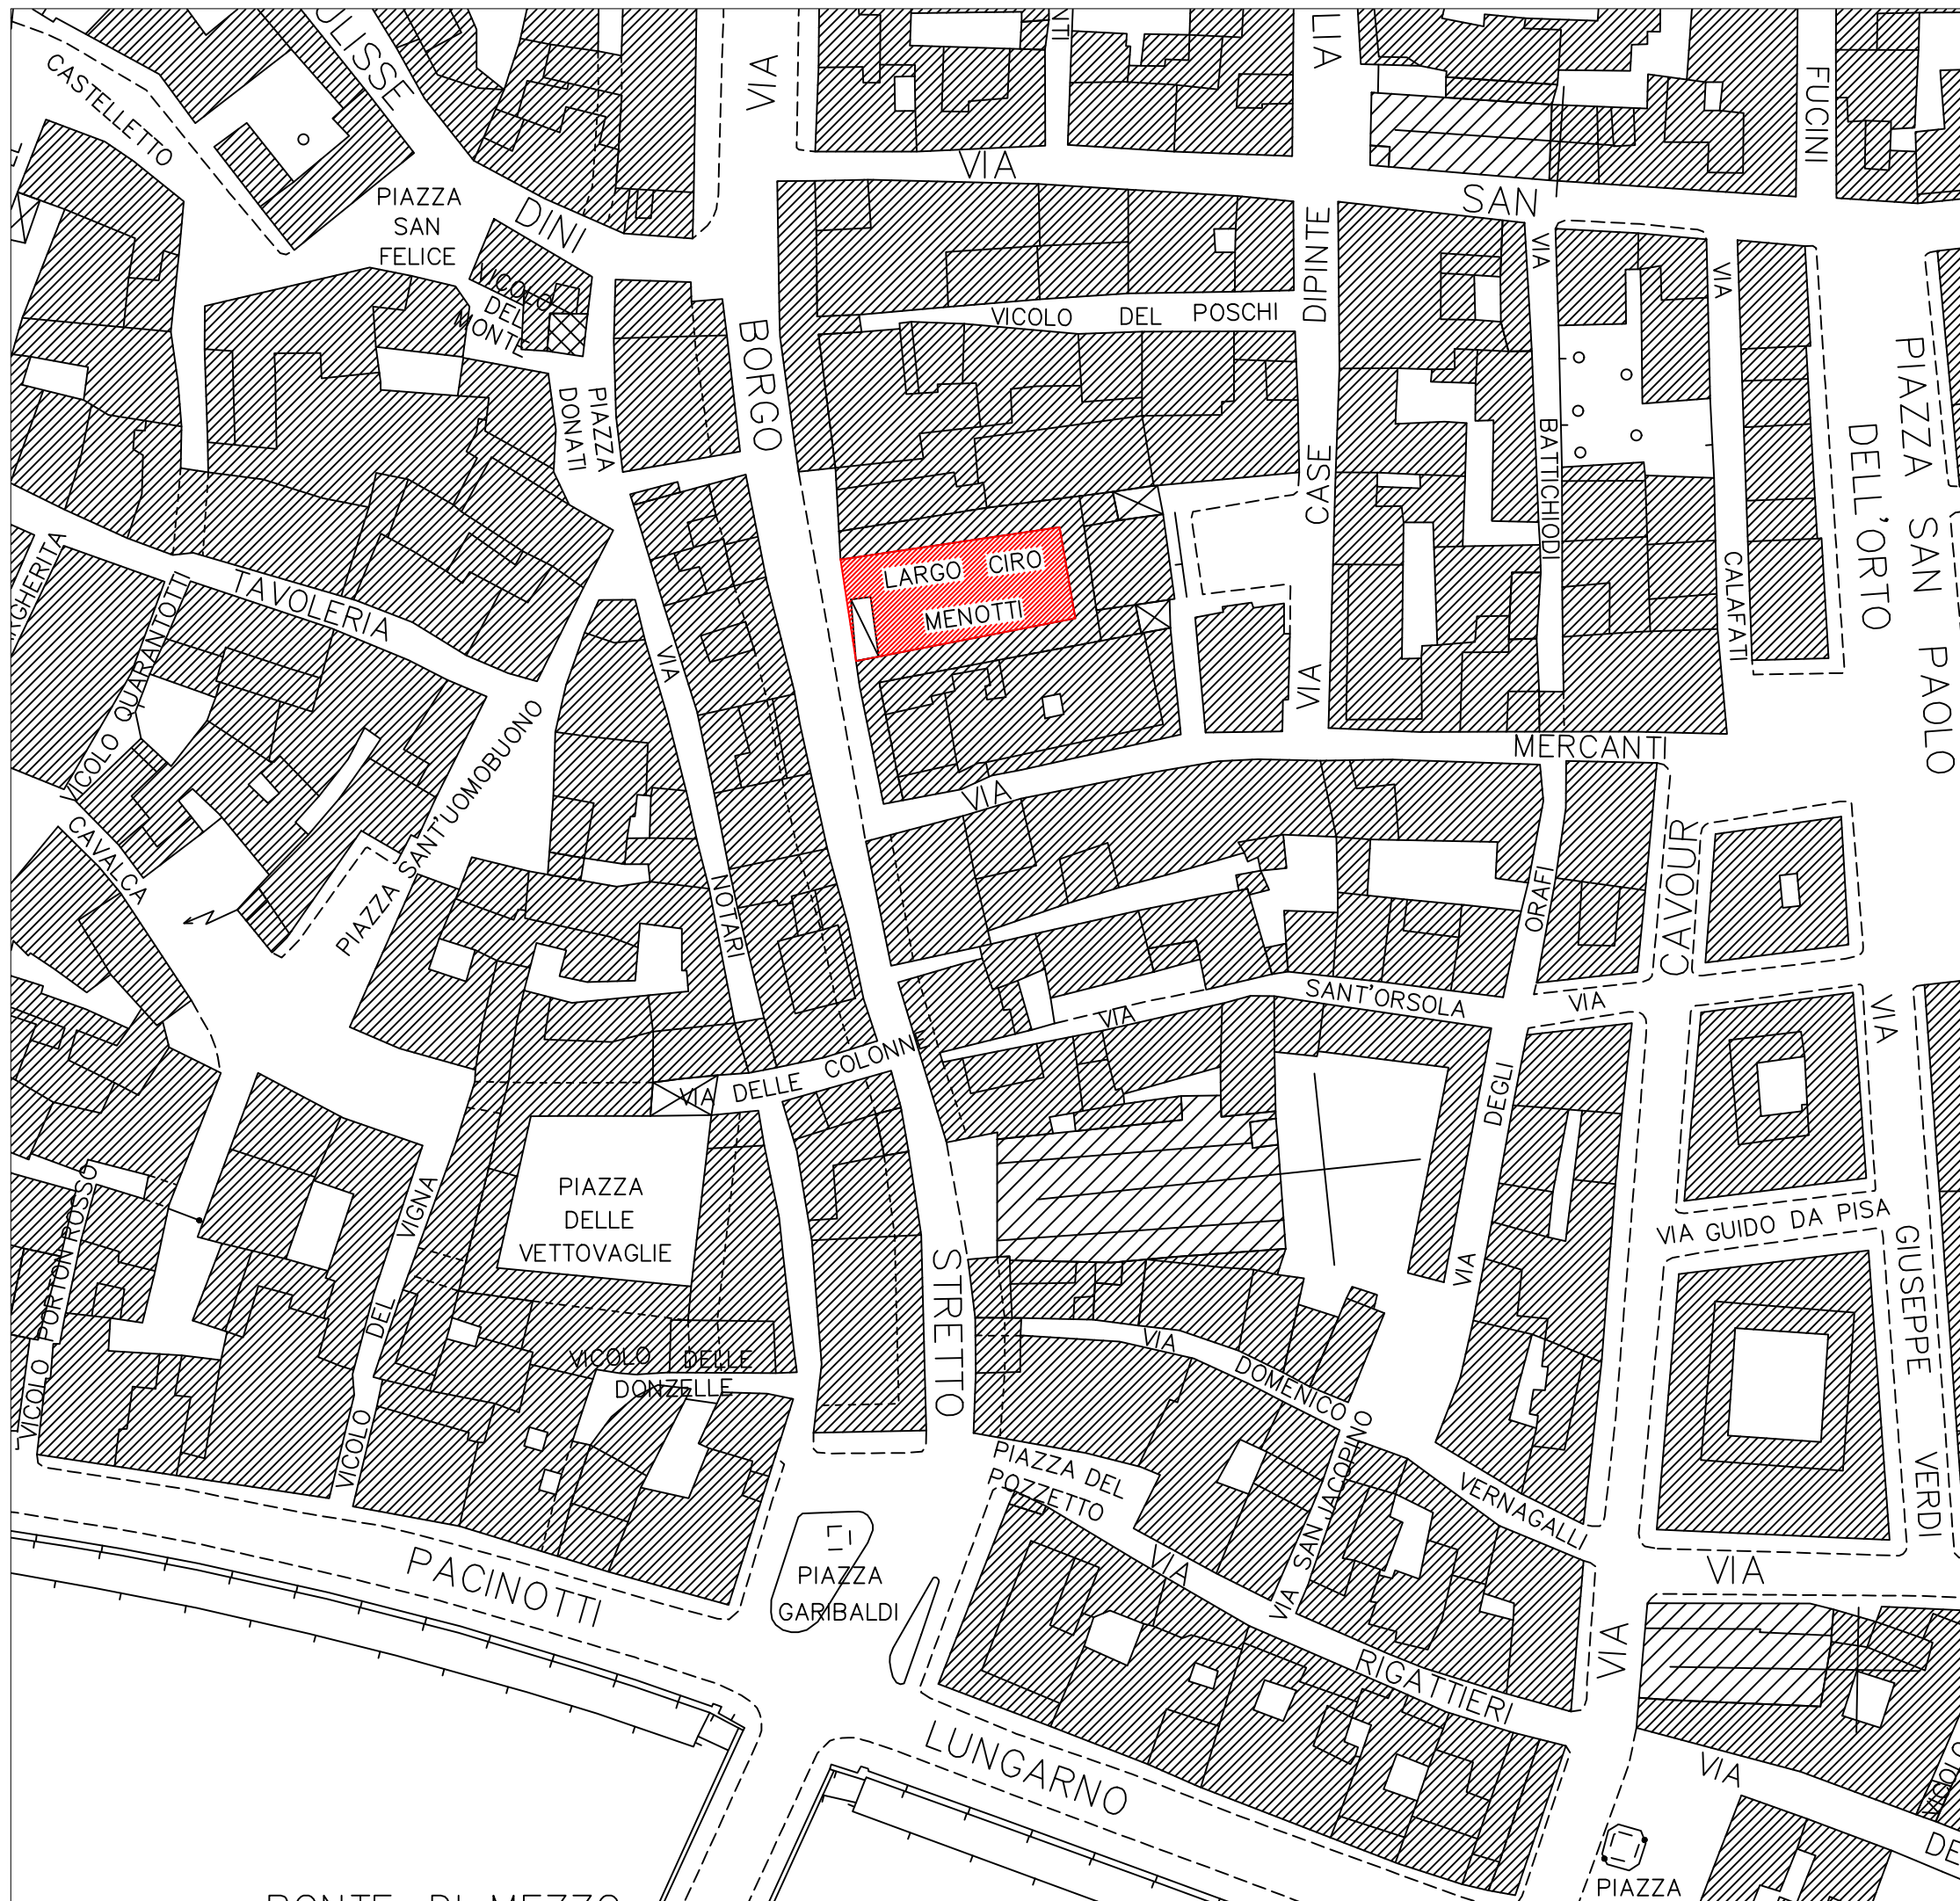 ULISSE
DINI
CASTELLETTO
PIAZZA
SAN
FELICE
VICOLO
DEL
MONTE
PIAZZA
DONATI
VIA
VIA
SAN
FUCINI
BORGO
VICOLO DEL POSCHI
DIPINTE
CASE
VIA
VIA
BATTICHIODI
VIA
CALAFATI
PIAZZA SAN PAOLO
DELL'ORTO
LARGO CIRO
MENOTTI
TAVOLERIA
VICOLO QUARANTOTTI
CAVALCA
PIAZZA SANT'UOMOBUONO
VIA
NOTARI
VIA
MERCANTI
ORAFI
CAVOUR
VIA
SANT'ORSOLA
VIA
VIA
VIA DELLE COLONNE
DEGLI
VIA
PIAZZA
DELLE
VETTOVAGLIE
VIGNA
DEL
VICOLO
VICOLO PORTON ROSSO
VIA GUIDO DA PISA
GIUSEPPE
VERDI
STRETTO
VICOLO DELLE
DONZELLE
VIA
DOMENICO
VERNAGALLI
VIA SAN JACOPINO
PIAZZA DEL
POZZETTO
VIA
RIGATTIERI
PIAZZA
GARIBALDI
PACINOTTI
LUNGARNO
VIA
VIA
VIA
VICOLO
PIAZZA
PONTE DI MEZZO